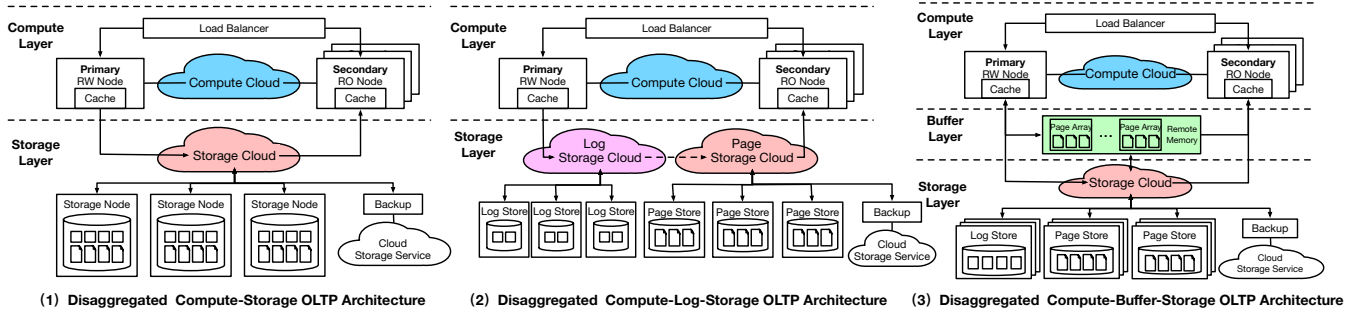 Compute
Layer
Load Balancer
Primary
RW Node
Cache
Compute Cloud
Secondary
RO Node
Cache
Storage
Layer
Storage Cloud
Storage Node
Storage Node
Storage Node
Backup
Cloud
Storage Service
(1) Disaggregated Compute-Storage OLTP Architecture
Compute
Layer
Load Balancer
Primary
RW Node
Cache
Compute Cloud
Secondary
RO Node
Cache
Storage
Layer
Log
Storage Cloud
Page
Storage Cloud
Log Store
Log Store
Log Store
Page Store
Page Store
Page Store
Backup
Cloud
Storage Service
(2) Disaggregated Compute-Log-Storage OLTP Architecture
Compute
Layer
Load Balancer
Primary
RW Node
Cache
Compute Cloud
Secondary
RO Node
Cache
Buffer
Layer
Page Array
...
Page Array
Remote
Memory
Storage
Layer
Storage Cloud
Log Store
Page Store
Page Store
Backup
Cloud
Storage Service
(3) Disaggregated Compute-Buffer-Storage OLTP Architecture